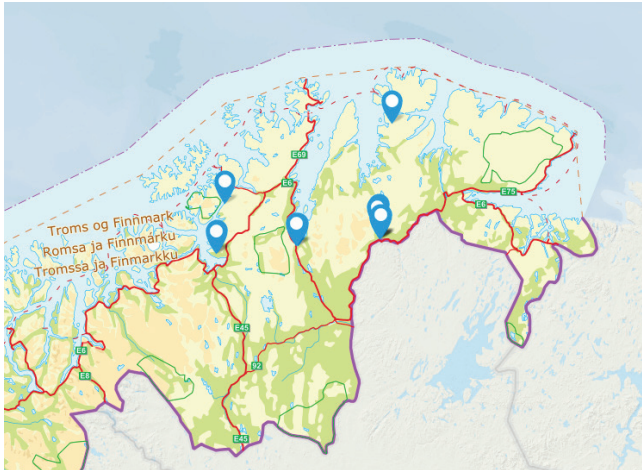 E69
E6
E75
E6
Troms og Finnmark
Romsa ja Finnmárku
Tromssa ja Finmarkku
E45
E6
92
E8
E45